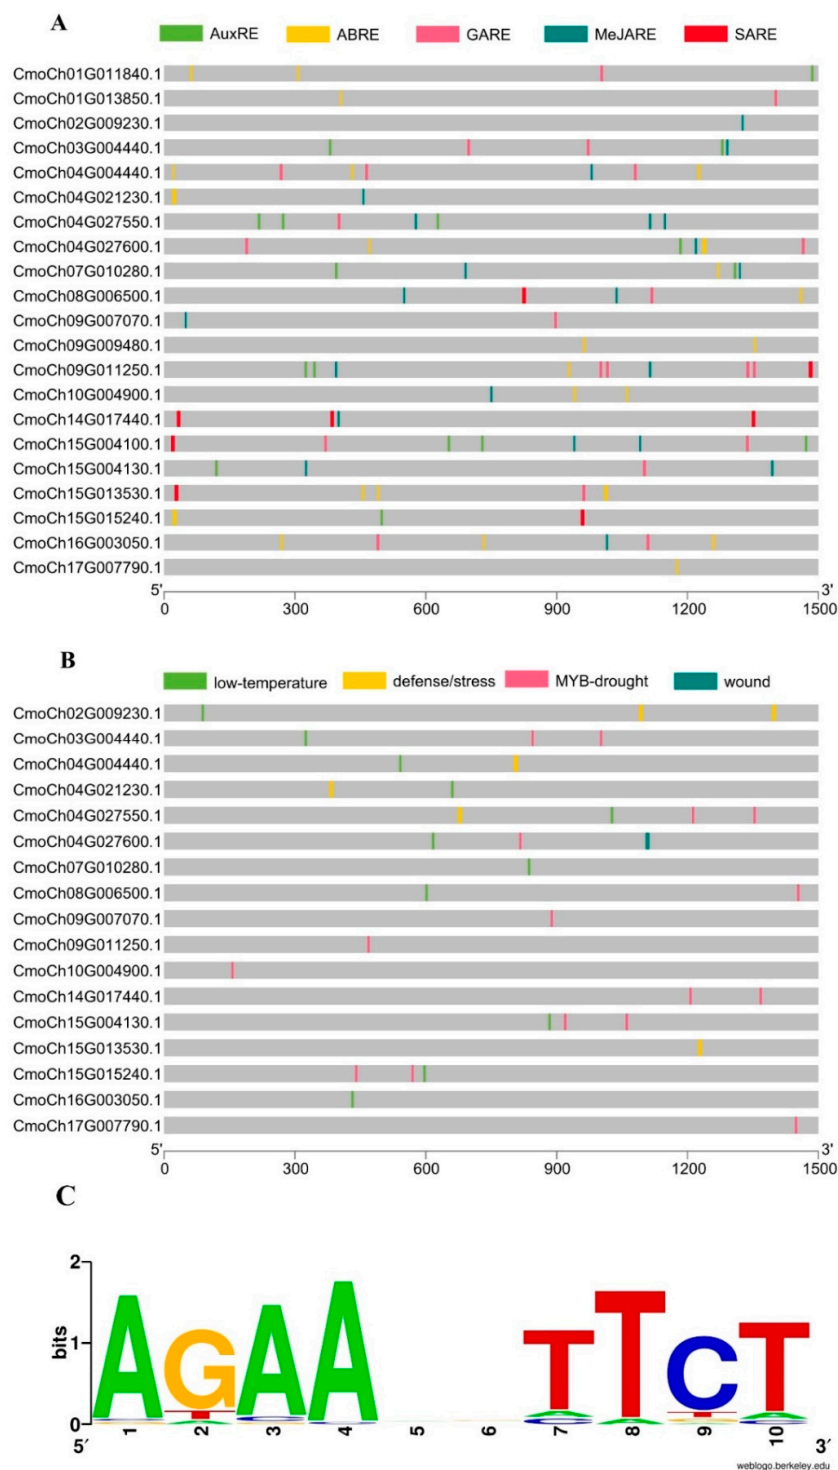 A
AuxRE ABRE GARE MeJARE SARE
CmoCh01G011840.1
CmoCh01G013850.1
CmoCh02G009230.1
CmoCh03G004440.1
CmoCh04G004440.1
CmoCh04G021230.1
CmoCh04G027550.1
CmoCh04G027600.1
CmoCh07G010280.1
CmoCh08G006500.1
CmoCh09G007070.1
CmoCh09G009480.1
CmoCh09G011250.1
CmoCh10G004900.1
CmoCh14G017440.1
CmoCh15G004100.1
CmoCh15G004130.1
CmoCh15G013530.1
CmoCh15G015240.1
CmoCh16G003050.1
CmoCh17G007790.1
5' 3'
0 300 600 900 1200 1500
B
low-temperature defense/stress MYB-drought wound
CmoCh02G009230.1
CmoCh03G004440.1
CmoCh04G004440.1
CmoCh04G021230.1
CmoCh04G027550.1
CmoCh04G027600.1
CmoCh07G010280.1
CmoCh08G006500.1
CmoCh09G007070.1
CmoCh09G011250.1
CmoCh10G004900.1
CmoCh14G017440.1
CmoCh15G004130.1
CmoCh15G013530.1
CmoCh15G015240.1
CmoCh16G003050.1
CmoCh17G007790.1
5' 3'
0 300 600 900 1200 1500
C
2
1
0
bits
AGAA TTCT
5′ 1 2 3 4 5 6 7 8 9 10 3′
weblogo.berkeley.edu